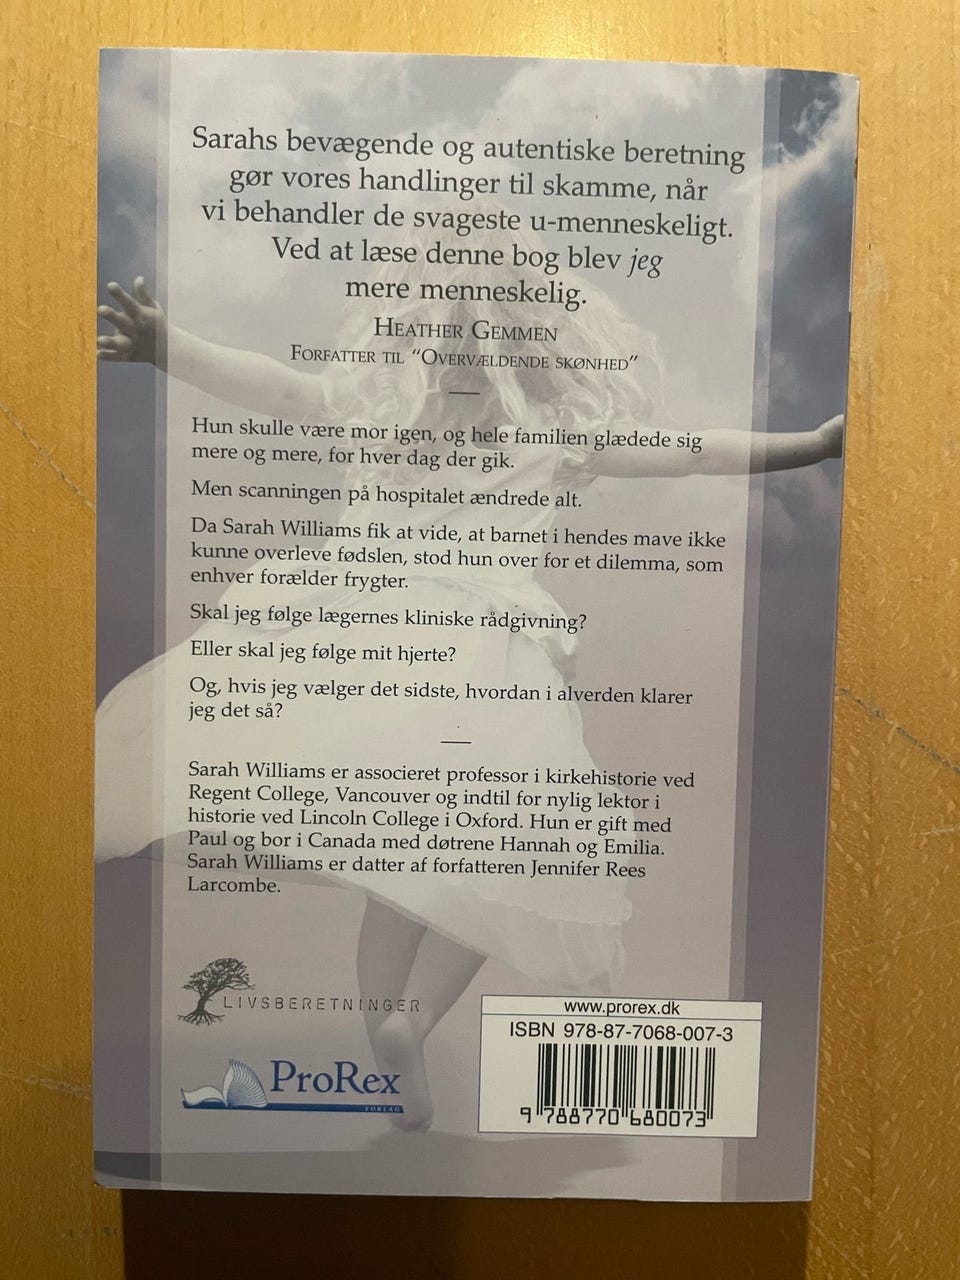 Sarahs bevægende og autentiske beretning
gør vores handlinger til skamme, når
vi behandler de svageste u-menneskeligt.
Ved at læse denne bog blev jeg
mere menneskelig.
HEATHER GEMMEN
FORFATTER TIL "OVERVÆLDENDE SKØNHED"
Hun skulle være mor igen, og hele familien glædede sig
mere og mere, for hver dag der gik.
Men scanningen på hospitalet ændrede alt.
Da Sarah Williams fik at vide, at barnet i hendes mave ikke
kunne overleve fødslen, stod hun over for et dilemma, som
enhver forælder frygter.
Skal jeg følge lægernes kliniske rådgivning?
Eller skal jeg følge mit hjerte?
Og, hvis jeg vælger det sidste, hvordan i alverden klarer
jeg det så?
Sarah Williams er associeret professor i kirkehistorie ved
Regent College, Vancouver og indtil for nylig lektor i
historie ved Lincoln College i Oxford. Hun er gift med
Paul og bor i Canada med døtrene Hannah og Emilia.
Sarah Williams er datter af forfatteren Jennifer Rees
Larcombe.
LIVSBERETNINGER
ProRex
FORLAG
www.prorex.dk
ISBN 978-87-7068-007-3
9 788770 680073